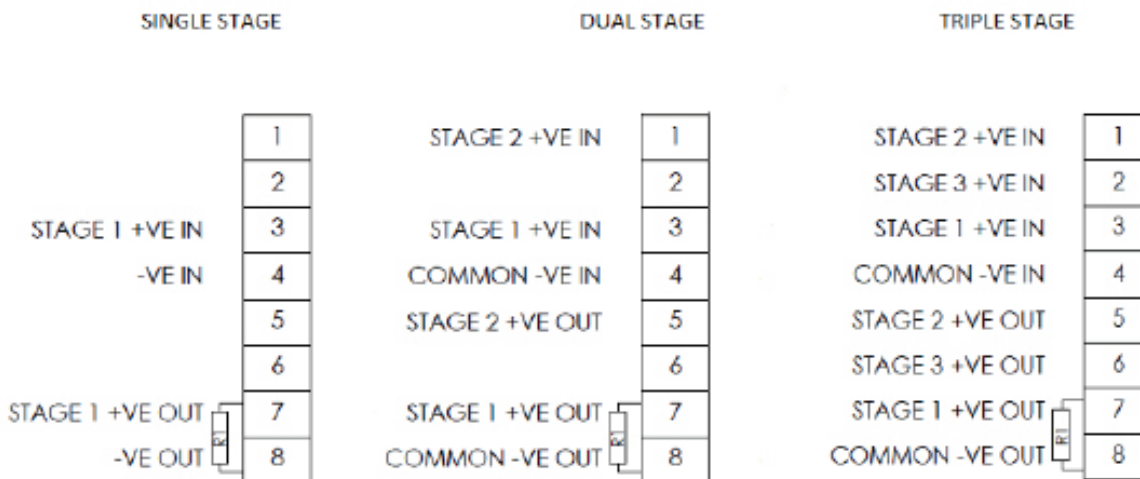 SINGLE STAGE DUAL STAGE TRIPLE STAGE
1 STAGE 2 +VE IN 1 STAGE 2 +VE IN 1
2 2 STAGE 3 +VE IN 2
STAGE 1 +VE IN 3 STAGE 1 +VE IN 3 STAGE 1 +VE IN 3
-VE IN 4 COMMON -VE IN 4 COMMON -VE IN 4
5 STAGE 2 +VE OUT 5 STAGE 2 +VE OUT 5
6 6 STAGE 3 +VE OUT 6
STAGE 1 +VE OUT 7 STAGE 1 +VE OUT 7 STAGE 1 +VE OUT 7
R1 R1 R1
-VE OUT 8 COMMON -VE OUT 8 COMMON -VE OUT 8